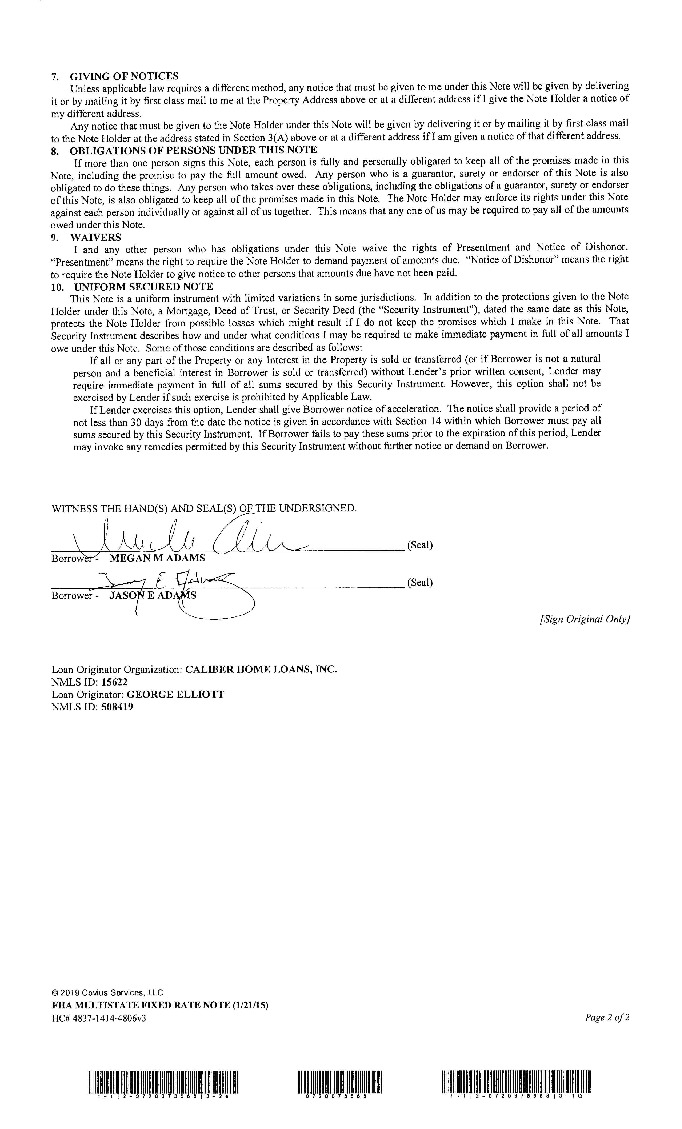 7. GIVING OF NOTICES
Unless applicable law requires a different method, any notice that must be given to me under this Note will be given by delivering
it or by mailing it by first class mail to me at the Property Address above or at a different address if I give the Note Holder a notice of
my different address.
Any notice that must be given to the Note Holder under this Note will be given by delivering it or by mailing it by first class mail
to the Note Holder at the address stated in Section 3(A) above or at a different address if I am given a notice of that different address.
8. OBLIGATIONS OF PERSONS UNDER THIS NOTE
If more than one person signs this Note, each person is fully and personally obligated to keep all of the promises made in this
Note, including the promise to pay the full amount owed. Any person who is a guarantor, surety or endorser of this Note is also
obligated to do these things. Any person who takes over these obligations, including the obligations of a guarantor, surety or endorser
of this Note, is also obligated to keep all of the promises made in this Note. The Note Holder may enforce its rights under this Note
against each person individually or against all of us together. This means that any one of us may be required to pay all of the amounts
owed under this Note.
9. WAIVERS
I and any other person who has obligations under this Note waive the rights of Presentment and Notice of Dishonor.
"Presentment" means the right to require the Note Holder to demand payment of amounts due. "Notice of Dishonor" means the right
to require the Note Holder to give notice to other persons that amounts due have not been paid.
10. UNIFORM SECURED NOTE
This Note is a uniform instrument with limited variations in some jurisdictions. In addition to the protections given to the Note
Holder under this Note, a Mortgage, Deed of Trust, or Security Deed (the "Security Instrument"), dated the same date as this Note,
protects the Note Holder from possible losses which might result if I do not keep the promises which I make in this Note. That
Security Instrument describes how and under what conditions I may be required to make immediate payment in full of all amounts I
owe under this Note. Some of those conditions are described as follows:
If all or any part of the Property or any Interest in the Property is sold or transferred (or if Borrower is not a natural
person and a beneficial interest in Borrower is sold or transferred) without Lender's prior written consent, Lender may
require immediate payment in full of all sums secured by this Security Instrument. However, this option shall not be
exercised by Lender if such exercise is prohibited by Applicable Law.
If Lender exercises this option, Lender shall give Borrower notice of acceleration. The notice shall provide a period of
not less than 30 days from the date the notice is given in accordance with Section 14 within which Borrower must pay all
sums secured by this Security Instrument. If Borrower fails to pay these sums prior to the expiration of this period, Lender
may invoke any remedies permitted by this Security Instrument without further notice or demand on Borrower.
WITNESS THE HAND(S) AND SEAL(S) OF THE UNDERSIGNED.
(Seal)
Borrower - MEGAN M ADAMS
(Seal)
Borrower - JASON E ADAMS
[Sign Original Only]
Loan Originator Organization: CALIBER HOME LOANS, INC.
NMLS ID: 15622
Loan Originator: GEORGE ELLIOTT
NMLS ID: 508419
© 2019 Covius Services, LLC
FHA MULTISTATE FIXED RATE NOTE (1/21/15)
HC# 4837-1414-4806v3 Page 2 of 2